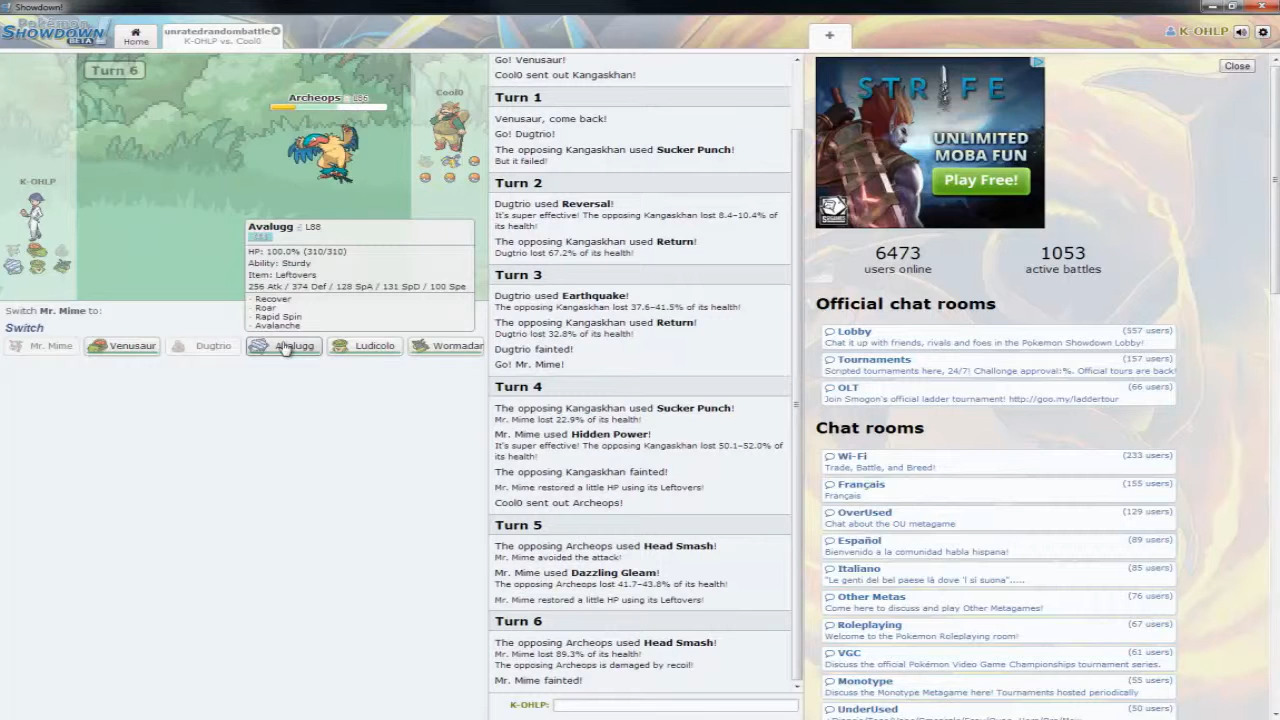 Showdown!
Pokémon
SHOWDOWN
BETA
Home
unratedrandombattle
K-OHLP vs. Cool0
+
K-OHLP
Turn 6
Archeops L86
Cool0
K-OHLP
Avalugg L88
HP: 100.0% (310/310)
Ability: Sturdy
Item: Leftovers
256 Atk / 374 Def / 128 SpA / 131 SpD / 100 Spe
- Recover
- Roar
- Rapid Spin
- Avalanche
Switch Mr. Mime to:
Switch
Mr. Mime
Venusaur
Dugtrio
Avalugg
Ludicolo
Wormadam
Go! Venusaur!
Cool0 sent out Kangaskhan!
Turn 1
Venusaur, come back!
Go! Dugtrio!
The opposing Kangaskhan used Sucker Punch!
But it failed!
Turn 2
Dugtrio used Reversal!
It's super effective! The opposing Kangaskhan lost 8.4–10.4% of
its health!
The opposing Kangaskhan used Return!
Dugtrio lost 67.2% of its health!
Turn 3
Dugtrio used Earthquake!
The opposing Kangaskhan lost 37.6–41.5% of its health!
The opposing Kangaskhan used Return!
Dugtrio lost 32.8% of its health!
Dugtrio fainted!
Go! Mr. Mime!
Turn 4
The opposing Kangaskhan used Sucker Punch!
Mr. Mime lost 22.9% of its health!
Mr. Mime used Hidden Power!
It's super effective! The opposing Kangaskhan lost 50.1–52.0% of
its health!
The opposing Kangaskhan fainted!
Mr. Mime restored a little HP using its Leftovers!
Cool0 sent out Archeops!
Turn 5
The opposing Archeops used Head Smash!
Mr. Mime avoided the attack!
Mr. Mime used Dazzling Gleam!
The opposing Archeops lost 41.7–43.8% of its health!
Mr. Mime restored a little HP using its Leftovers!
Turn 6
The opposing Archeops used Head Smash!
Mr. Mime lost 89.3% of its health!
The opposing Archeops is damaged by recoil!
Mr. Mime fainted!
K-OHLP:
Close
STRIFE
UNLIMITED
MOBA FUN
Play Free!
6473
users online
1053
active battles
Official chat rooms
Lobby (557 users)
Chat it up with friends, rivals and foes in the Pokemon Showdown Lobby!
Tournaments (157 users)
Scripted tournaments here, 24/7! Challonge approval:%. Official tours are back!
OLT (66 users)
Join Smogon's official ladder tournament! http://goo.my/laddertour
Chat rooms
Wi-Fi (233 users)
Trade, Battle, and Breed!
Français (155 users)
Français
OverUsed (129 users)
Chat about the OU metagame
Español (89 users)
Bienvenido a la comunidad habla hispana!
Italiano (85 users)
"Le genti del bel paese là dove 'l sì suona".....
Other Metas (76 users)
Come here to discuss and play Other Metagames!
Roleplaying (67 users)
Welcome to the Pokemon Roleplaying room!
VGC (61 users)
Discuss the official Pokémon Video Game Championships tournament series.
Monotype (55 users)
Discuss the Monotype Metagame here! Tournaments hosted periodically
UnderUsed (50 users)